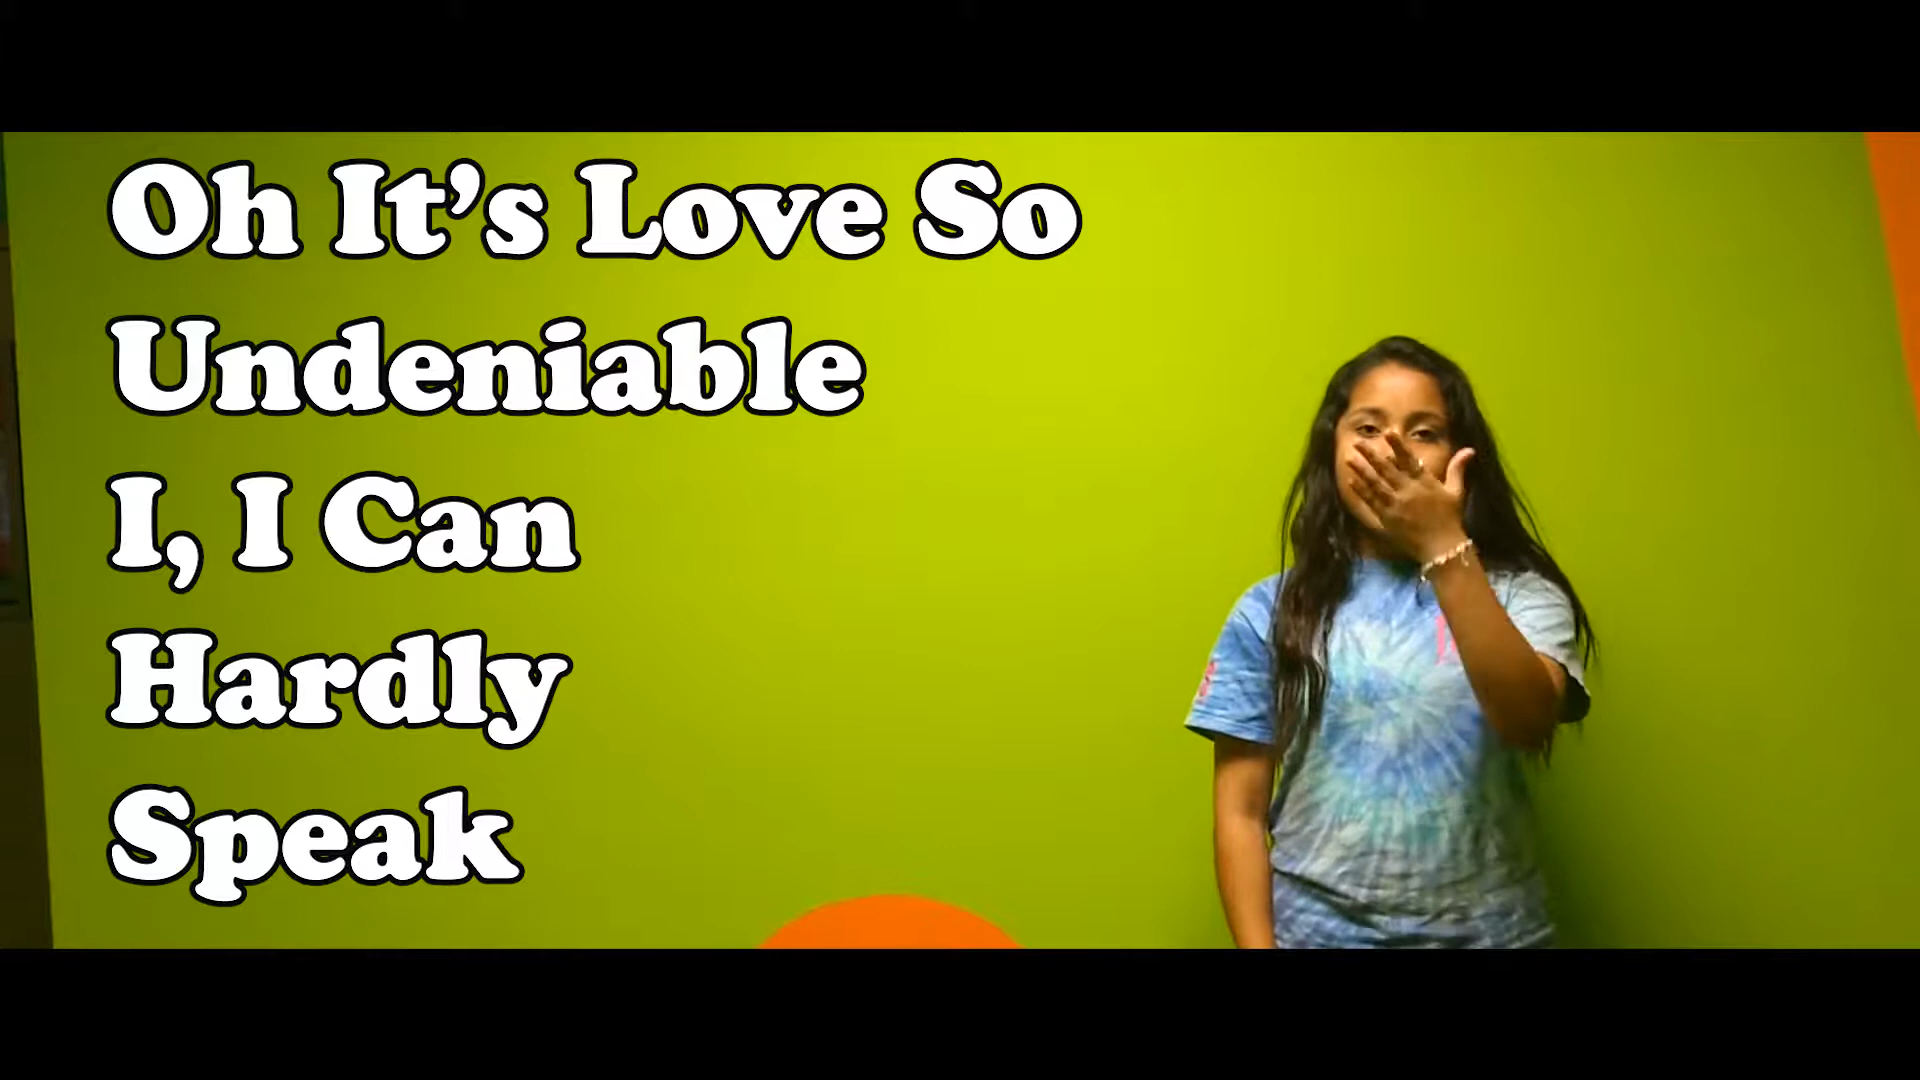 Oh It’s Love So
Undeniable
I, I Can
Hardly
Speak